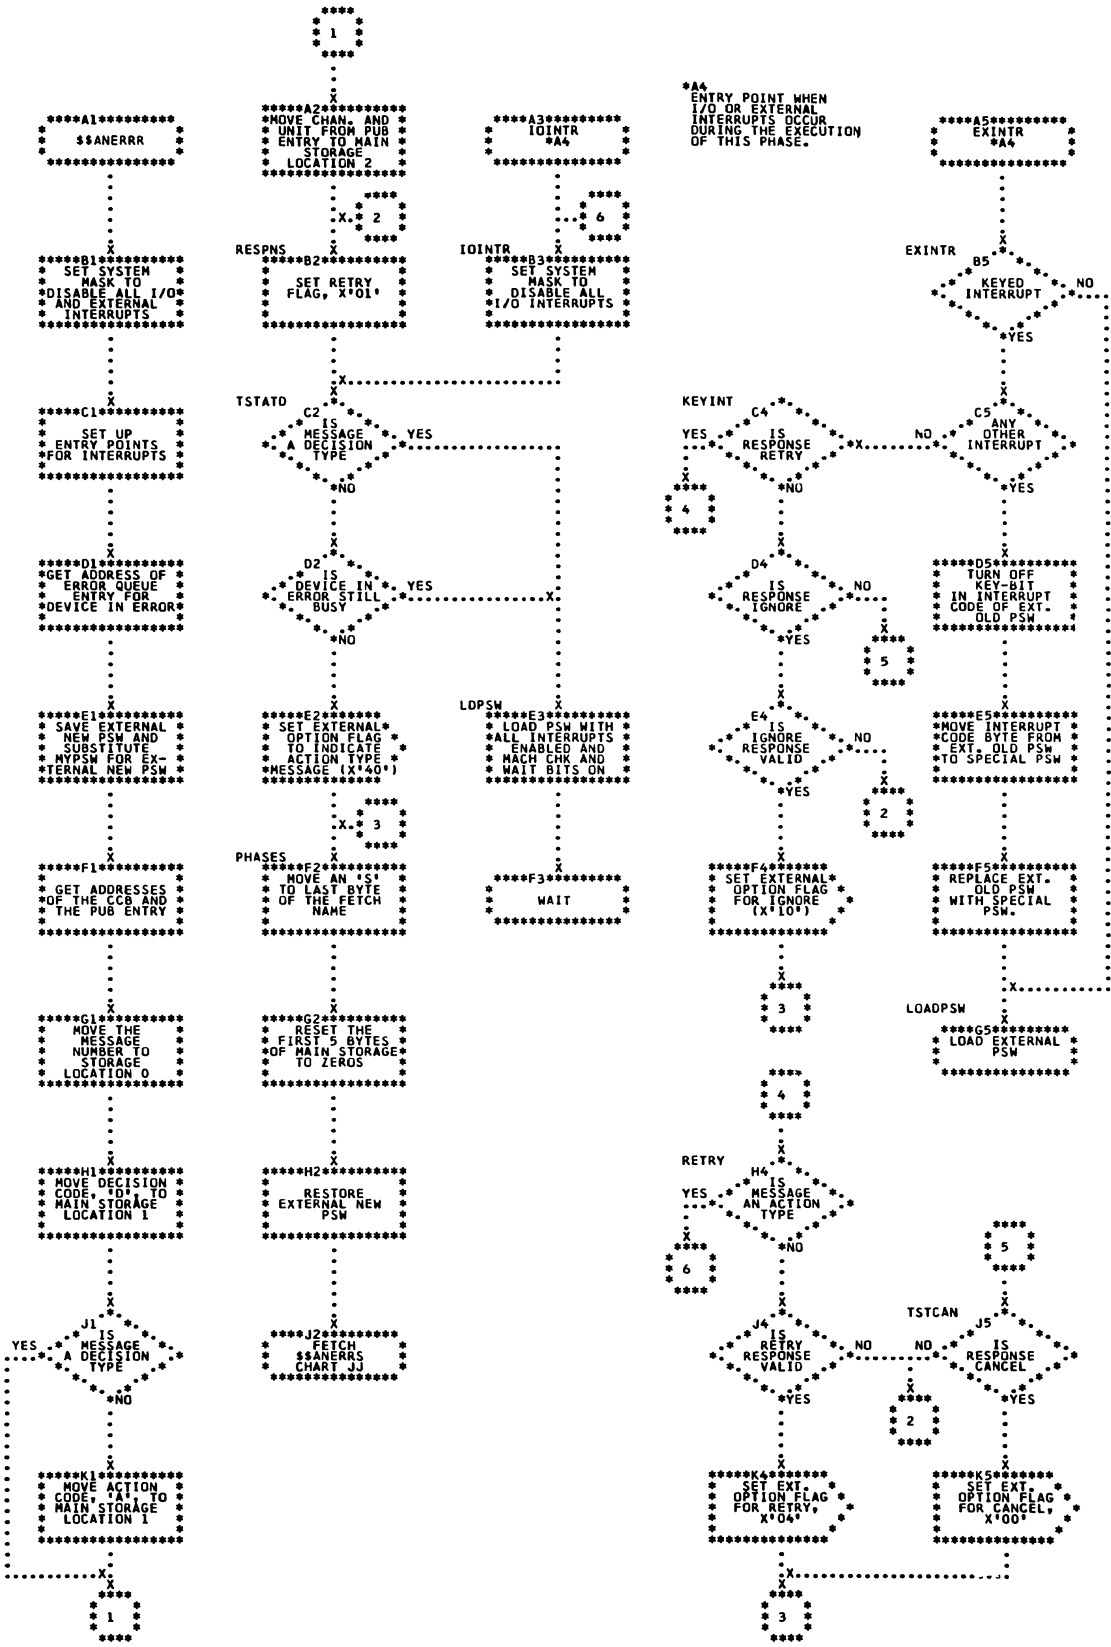 1
*A4
ENTRY POINT WHEN
I/O OR EXTERNAL
INTERRUPTS OCCUR
DURING THE EXECUTION
OF THIS PHASE.
A1
$$ANERRR
B1
SET SYSTEM
MASK TO
DISABLE ALL I/O
AND EXTERNAL
INTERRUPTS
C1
SET UP
ENTRY POINTS
FOR INTERRUPTS
D1
GET ADDRESS OF
ERROR QUEUE
ENTRY FOR
DEVICE IN ERROR
E1
SAVE EXTERNAL
NEW PSW AND
SUBSTITUTE
MYPSW FOR EX-
TERNAL NEW PSW
F1
GET ADDRESSES
OF THE CCB AND
THE PUB ENTRY
G1
MOVE THE
MESSAGE
NUMBER TO
STORAGE
LOCATION 0
H1
MOVE DECISION
CODE, 'D', TO
MAIN STORAGE
LOCATION 1
J1
IS
MESSAGE
A DECISION
TYPE
YES
NO
K1
MOVE ACTION
CODE, 'A', TO
MAIN STORAGE
LOCATION 1
1
A2
MOVE CHAN. AND
UNIT FROM PUB
ENTRY TO MAIN
STORAGE
LOCATION 2
2
RESPNS
B2
SET RETRY
FLAG, X'01'
TSTATD
C2
IS
MESSAGE
A DECISION
TYPE
YES
NO
D2
IS
DEVICE IN
ERROR STILL
BUSY
YES
NO
E2
SET EXTERNAL
OPTION FLAG
TO INDICATE
ACTION TYPE
MESSAGE (X'40')
3
PHASES
F2
MOVE AN 'S'
TO LAST BYTE
OF THE FETCH
NAME
G2
RESET THE
FIRST 5 BYTES
OF MAIN STORAGE
TO ZEROS
H2
RESTORE
EXTERNAL NEW
PSW
J2
FETCH
$$ANERRS
CHART JJ
A3
IOINTR
*A4
6
IOINTR
B3
SET SYSTEM
MASK TO
DISABLE ALL
I/O INTERRUPTS
LDPSW
E3
LOAD PSW WITH
ALL INTERRUPTS
ENABLED AND
MACH CHK AND
WAIT BITS ON
F3
WAIT
KEYINT
C4
IS
RESPONSE
RETRY
YES
NO
4
D4
IS
RESPONSE
IGNORE
NO
YES
5
E4
IS
IGNORE
RESPONSE
VALID
NO
YES
2
F4
SET EXTERNAL
OPTION FLAG
FOR IGNORE
(X'10')
3
4
RETRY
H4
IS
MESSAGE
AN ACTION
TYPE
YES
NO
6
J4
IS
RETRY
RESPONSE
VALID
NO
YES
2
K4
SET EXT.
OPTION FLAG
FOR RETRY,
X'04'
3
A5
EXINTR
*A4
EXINTR
B5
KEYED
INTERRUPT
NO
YES
C5
ANY
OTHER
INTERRUPT
NO
YES
D5
TURN OFF
KEY-BIT
IN INTERRUPT
CODE OF EXT.
OLD PSW
E5
MOVE INTERRUPT
CODE BYTE FROM
EXT. OLD PSW
TO SPECIAL PSW
F5
REPLACE EXT.
OLD PSW
WITH SPECIAL
PSW.
LOADPSW
G5
LOAD EXTERNAL
PSW
5
TSTCAN
J5
IS
RESPONSE
CANCEL
NO
YES
K5
SET EXT.
OPTION FLAG
FOR CANCEL,
X'00'